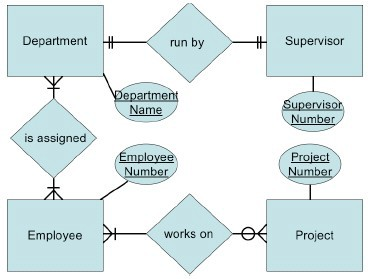 Department
run by
Supervisor
Department
Name
Supervisor
Number
is assigned
Employee
Number
Project
Number
Employee
works on
Project